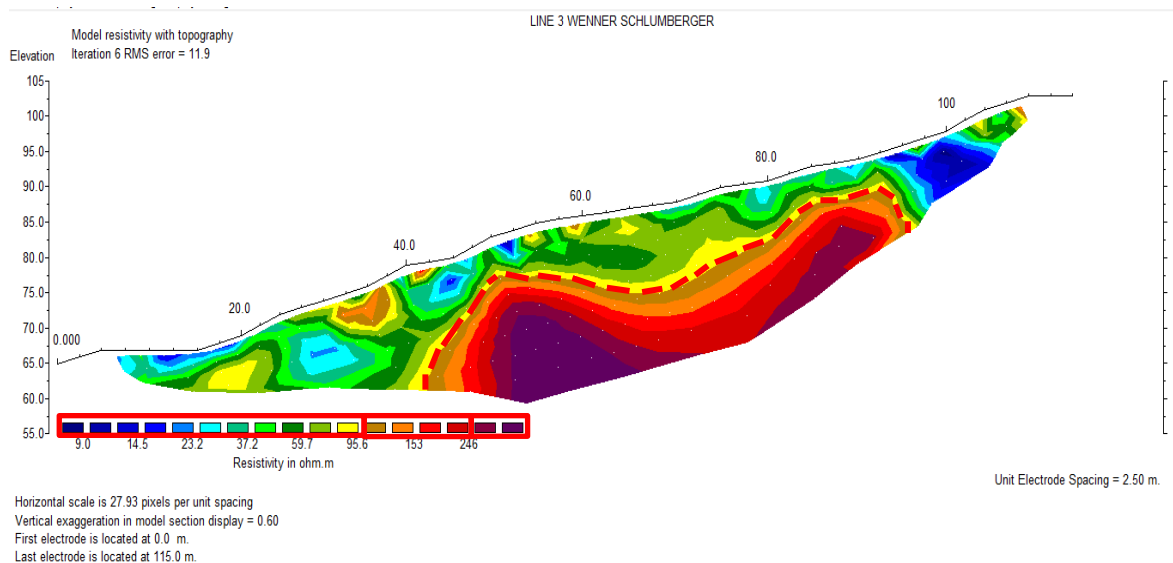 LINE 3 WENNER SCHLUMBERGER
Model resistivity with topography
Iteration 6 RMS error = 11.9
Elevation
105
100
95.0
90.0
85.0
80.0
75.0
70.0
65.0
60.0
55.0
0.000
20.0
40.0
60.0
80.0
100
9.0 14.5 23.2 37.2 59.7 95.6 153 246
Resistivity in ohm.m
Unit Electrode Spacing = 2.50 m.
Horizontal scale is 27.93 pixels per unit spacing
Vertical exaggeration in model section display = 0.60
First electrode is located at 0.0 m.
Last electrode is located at 115.0 m.